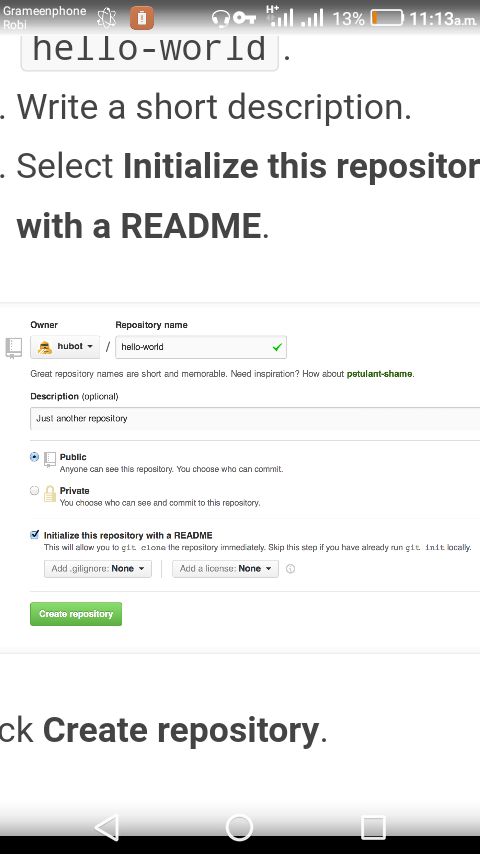 Grameenphone
Robi
H+
13%
11:13a.m
hello-world.
. Write a short description.
. Select Initialize this repositor
with a README.
Owner
Repository name
hubot
/
hello-world
Great repository names are short and memorable. Need inspiration? How about petulant-shame.
Description (optional)
Just another repository
Public
Anyone can see this repository. You choose who can commit.
Private
You choose who can see and commit to this repository.
Initialize this repository with a README
This will allow you to git clone the repository immediately. Skip this step if you have already run git init locally.
Add .gitignore: None
Add a license: None
Create repository
ck Create repository.